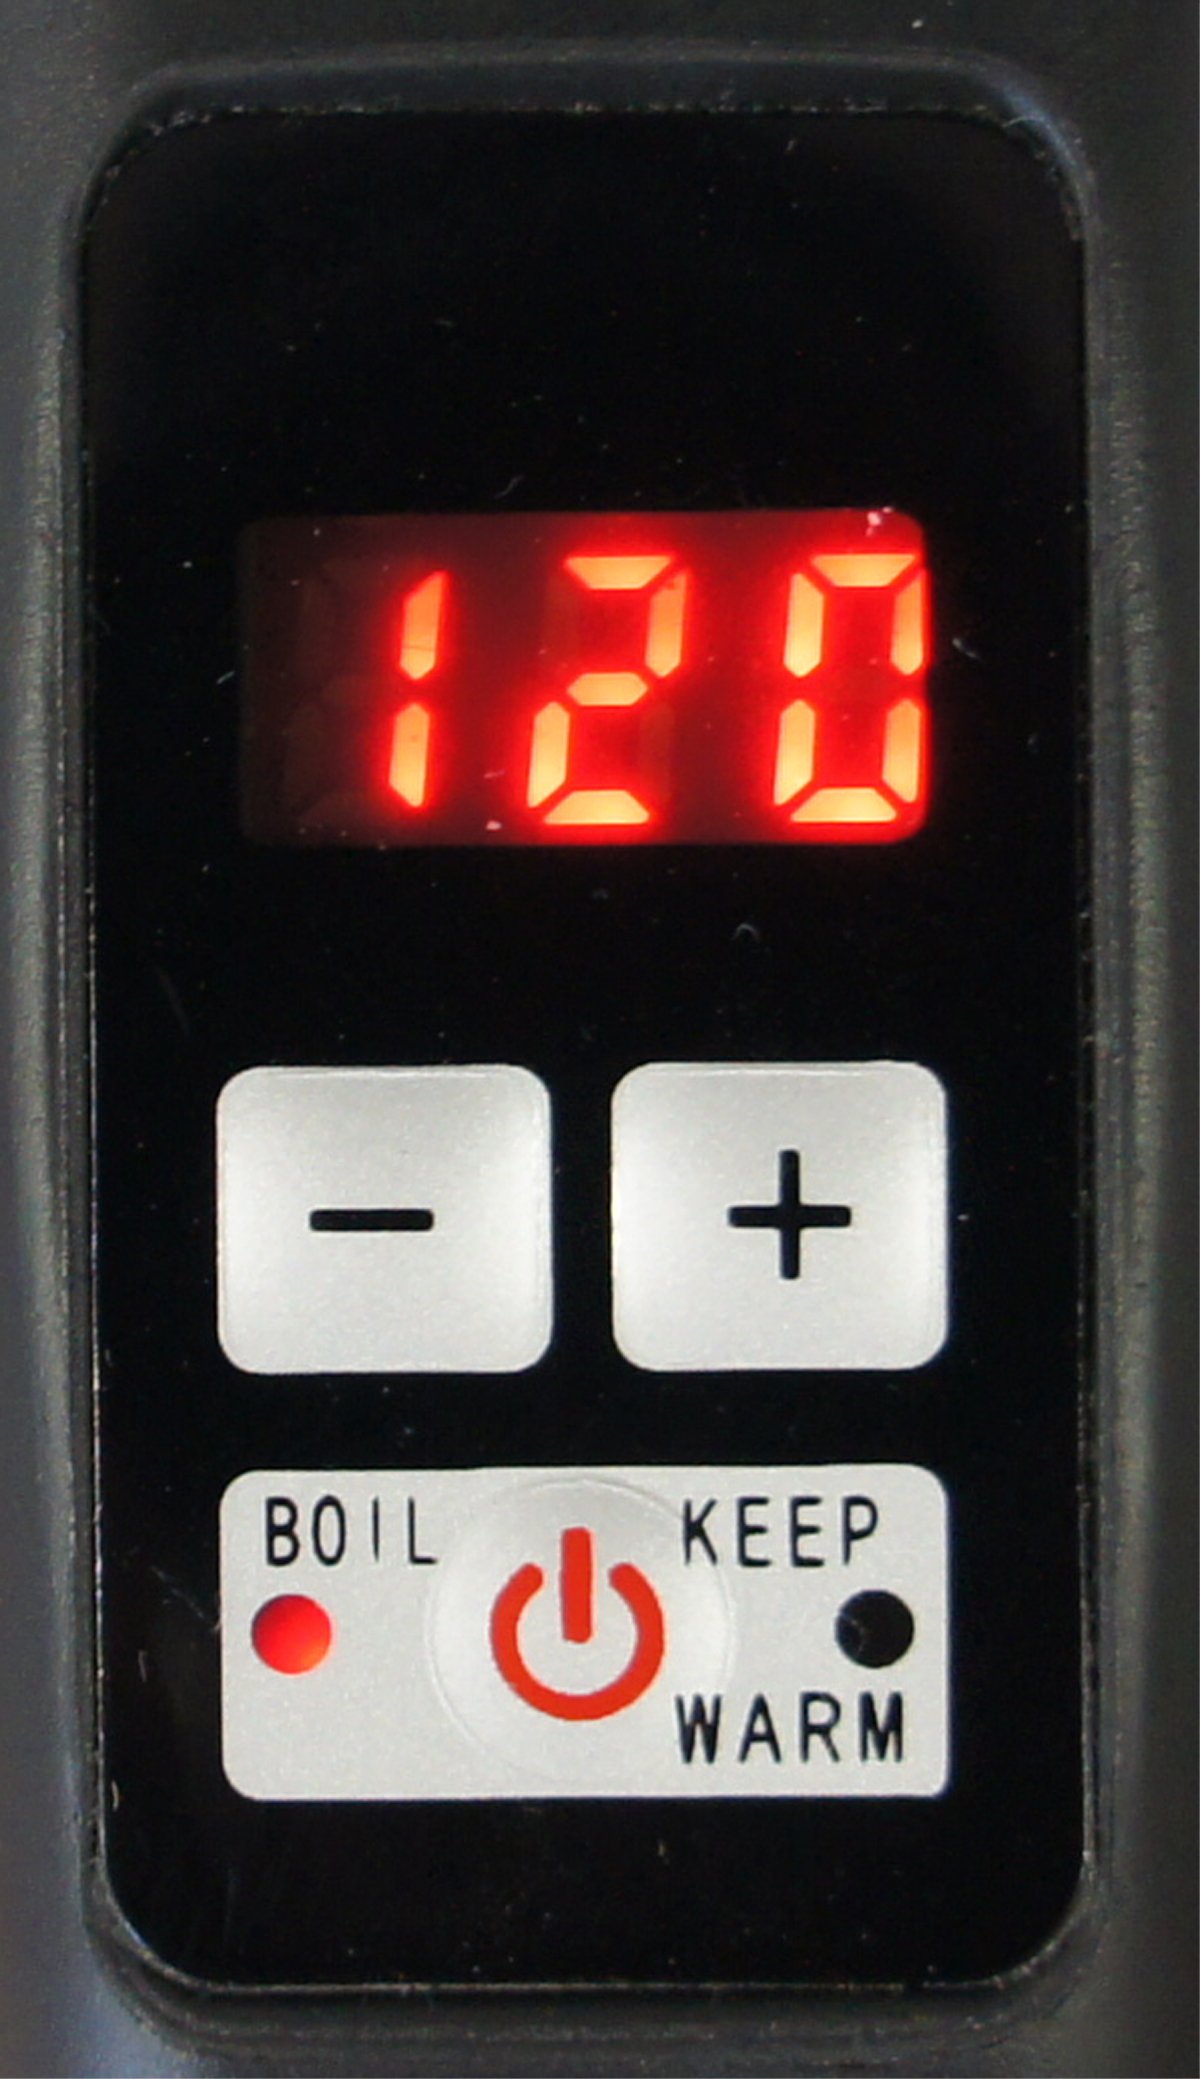 120
− +
BOIL KEEP
WARM